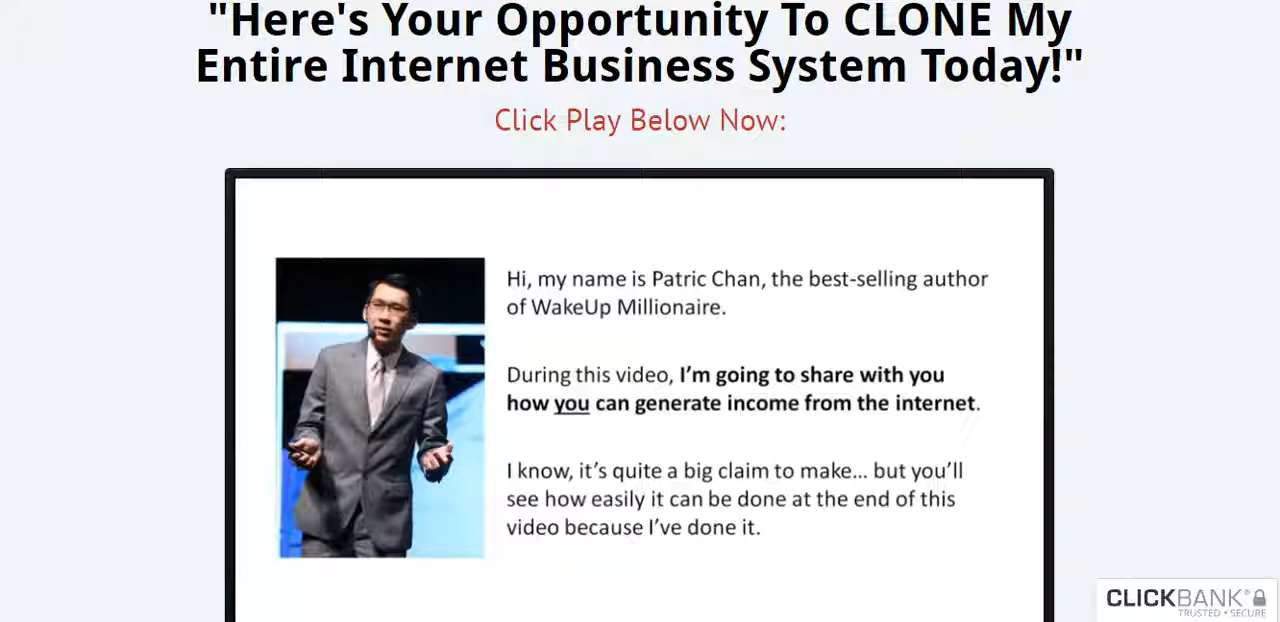 "Here's Your Opportunity To CLONE My
Entire Internet Business System Today!"
Click Play Below Now:
Hi, my name is Patric Chan, the best-selling author
of WakeUp Millionaire.
During this video, I'm going to share with you
how you can generate income from the internet.
I know, it's quite a big claim to make... but you'll
see how easily it can be done at the end of this
video because I've done it.
CLICKBANK®
TRUSTED • SECURE